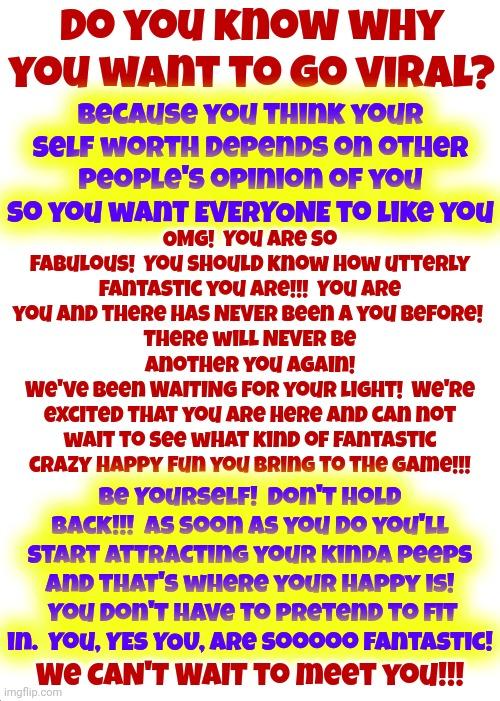 Do you know why
you want to go viral?
Because you think your
self worth depends on other
people's opinion of you
so you want EVERYONE to like you
OMG! You are so
fabulous! You should know how utterly
fantastic you are!!! You are
you and there has NEVER been a you before!
There will NEVER be
another you again!
We've been waiting for your light! We're
excited that you are here and can not
wait to see what kind of fantastic
crazy happy fun you bring to the game!!!
Be yourself! Don't hold
back!!! As soon as you do you'll
start attracting your kinda peeps
and that's where your happy is!
You don't have to pretend to fit
in. You, yes you, are sooooo fantastic!
We can't wait to meet you!!!
imgflip.com